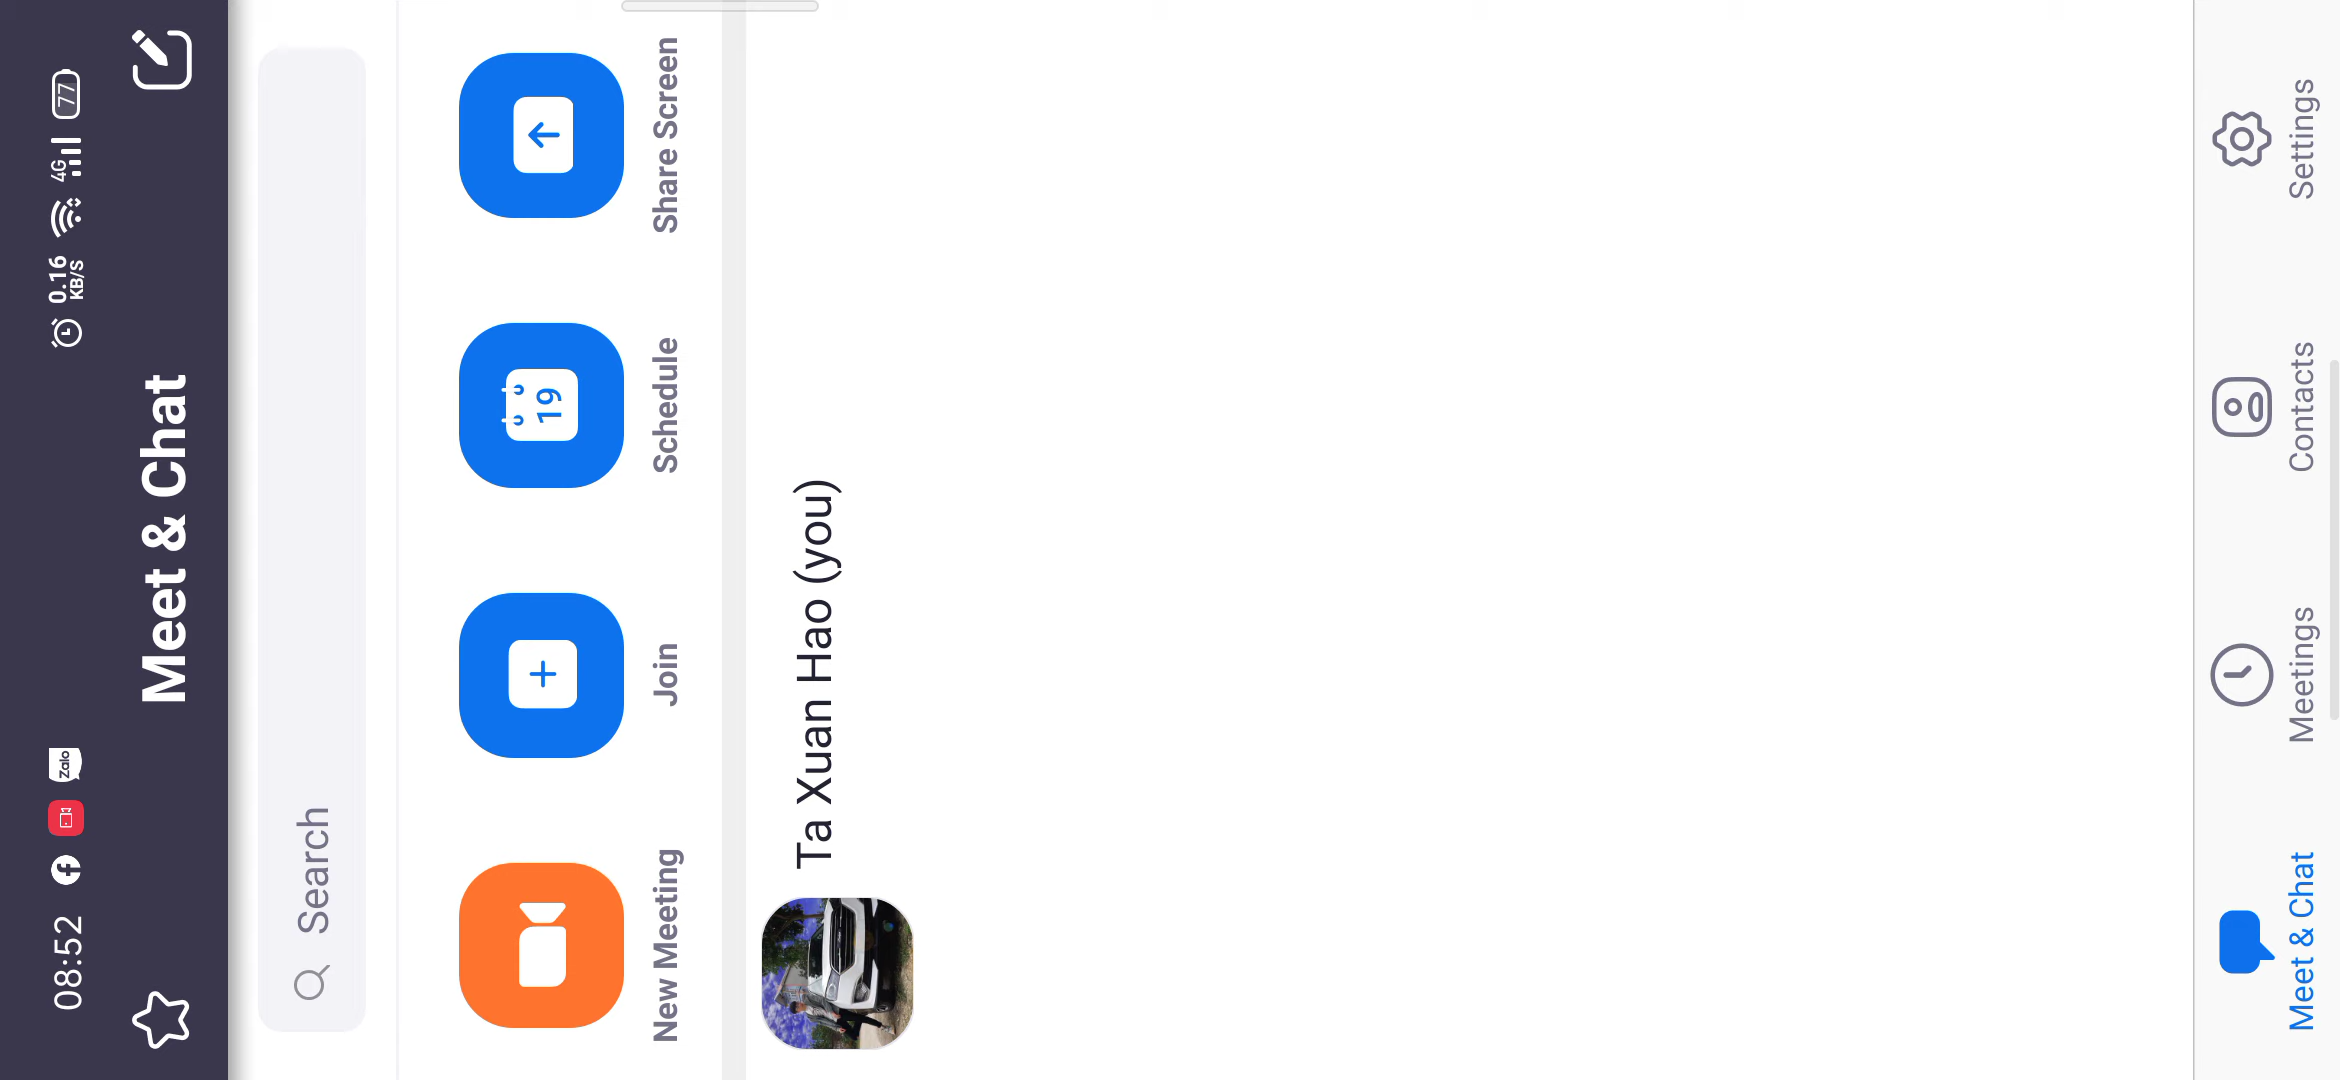 08:52 Zalo 0.16 KB/S 4G 77
Meet & Chat
Search
New Meeting Join Schedule Share Screen
19
Ta Xuan Hao (you)
Meet & Chat Meetings Contacts Settings